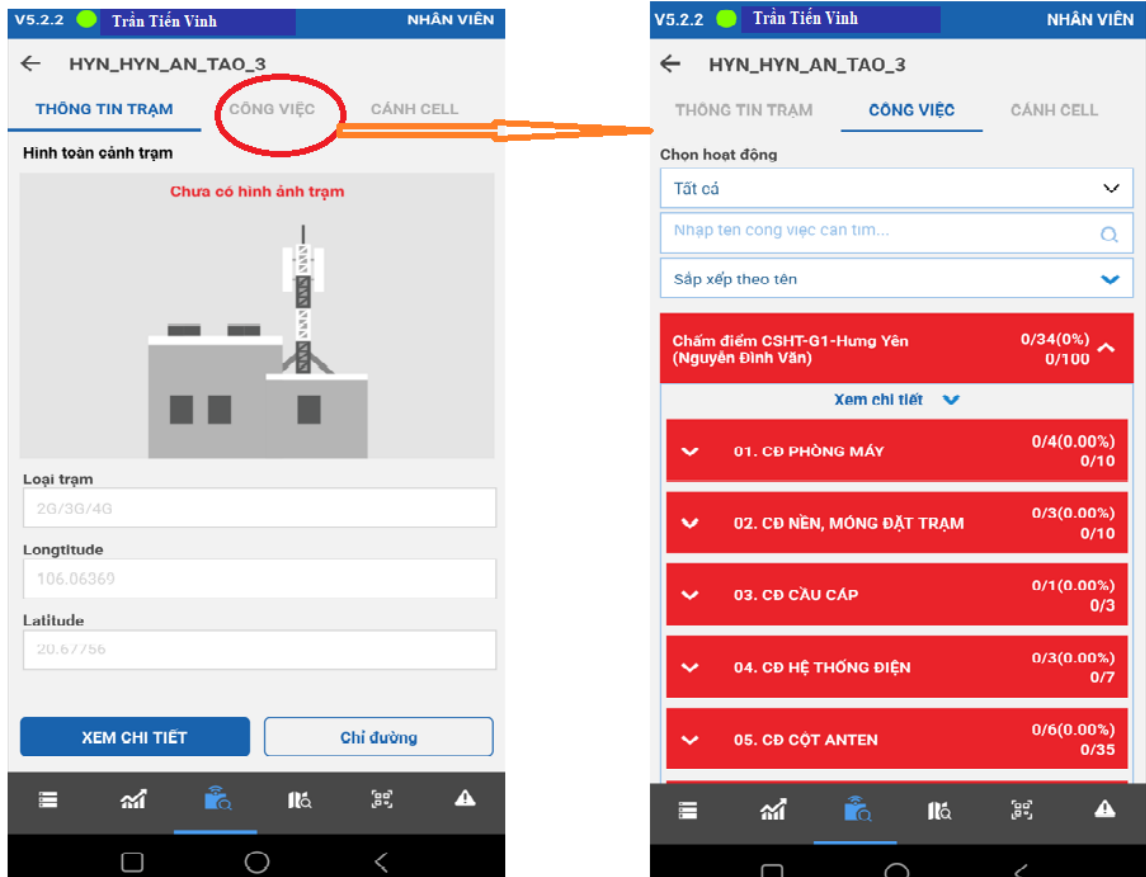 V5.2.2 Trần Tiến Vinh NHÂN VIÊN
HYN_HYN_AN_TAO_3
THÔNG TIN TRẠM CÔNG VIỆC CÁNH CELL
Hình toàn cảnh trạm
Chưa có hình ảnh trạm
Loại trạm
2G/3G/4G
Longtitude
106.06369
Latitude
20.67756
XEM CHI TIẾT Chỉ đường
V5.2.2 Trần Tiến Vinh NHÂN VIÊN
HYN_HYN_AN_TAO_3
THÔNG TIN TRẠM CÔNG VIỆC CÁNH CELL
Chọn hoạt động
Tất cả
Nhập tên công việc cần tìm...
Sắp xếp theo tên
Chấm điểm CSHT-G1-Hưng Yên 0/34(0%)
(Nguyễn Đình Văn) 0/100
Xem chi tiết
01. CĐ PHÒNG MÁY 0/4(0.00%)
0/10
02. CĐ NỀN, MÓNG ĐẶT TRẠM 0/3(0.00%)
0/10
03. CĐ CẦU CÁP 0/1(0.00%)
0/3
04. CĐ HỆ THỐNG ĐIỆN 0/3(0.00%)
0/7
05. CĐ CỘT ANTEN 0/6(0.00%)
0/35